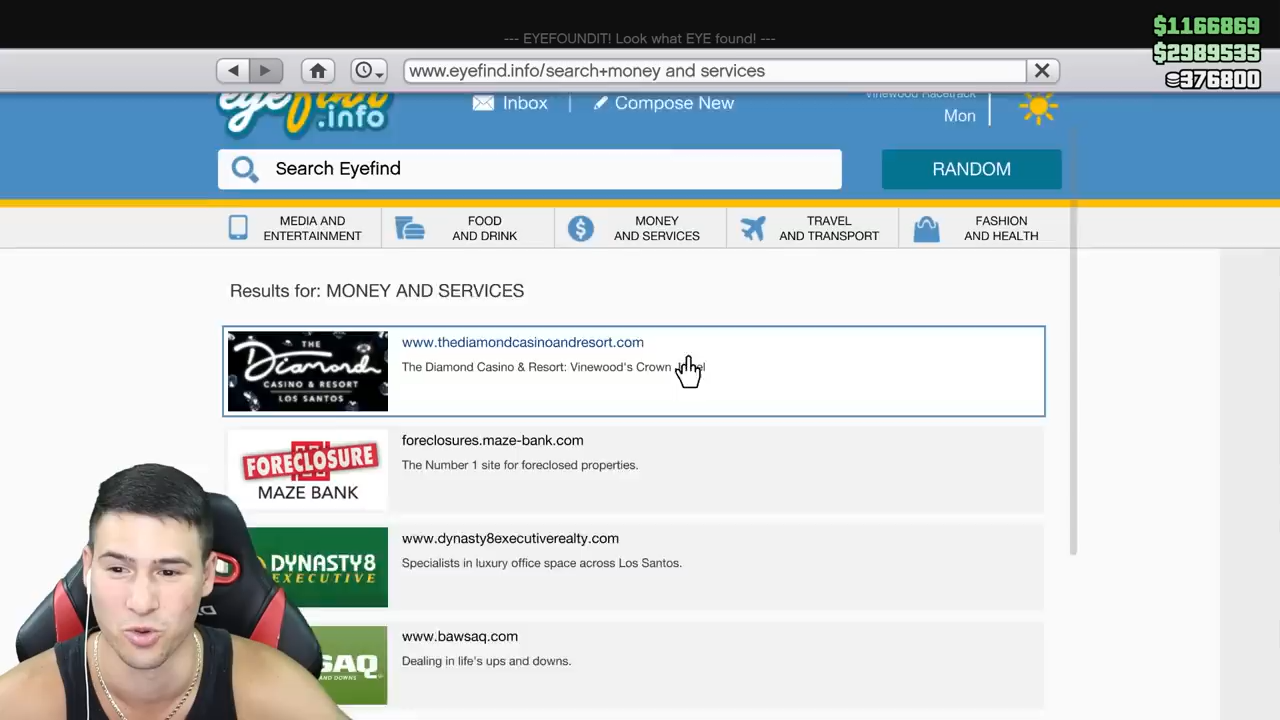 $1166869
--- EYEFOUNDIT! Look what EYE found! ---
$2989535
376800
www.eyefind.info/search+money and services
eyefind
.info
Inbox | Compose New
Vinewood Racetrack
Mon
Search Eyefind
RANDOM
MEDIA AND
ENTERTAINMENT
FOOD
AND DRINK
MONEY
AND SERVICES
TRAVEL
AND TRANSPORT
FASHION
AND HEALTH
Results for: MONEY AND SERVICES
THE
Diamond
CASINO & RESORT
LOS SANTOS
www.thediamondcasinoandresort.com
The Diamond Casino & Resort: Vinewood's Crown
FORECLOSURE
MAZE BANK
foreclosures.maze-bank.com
The Number 1 site for foreclosed properties.
DYNASTY8
EXECUTIVE
www.dynasty8executiverealty.com
Specialists in luxury office space across Los Santos.
SAQ
AND DOWNS.
www.bawsaq.com
Dealing in life's ups and downs.